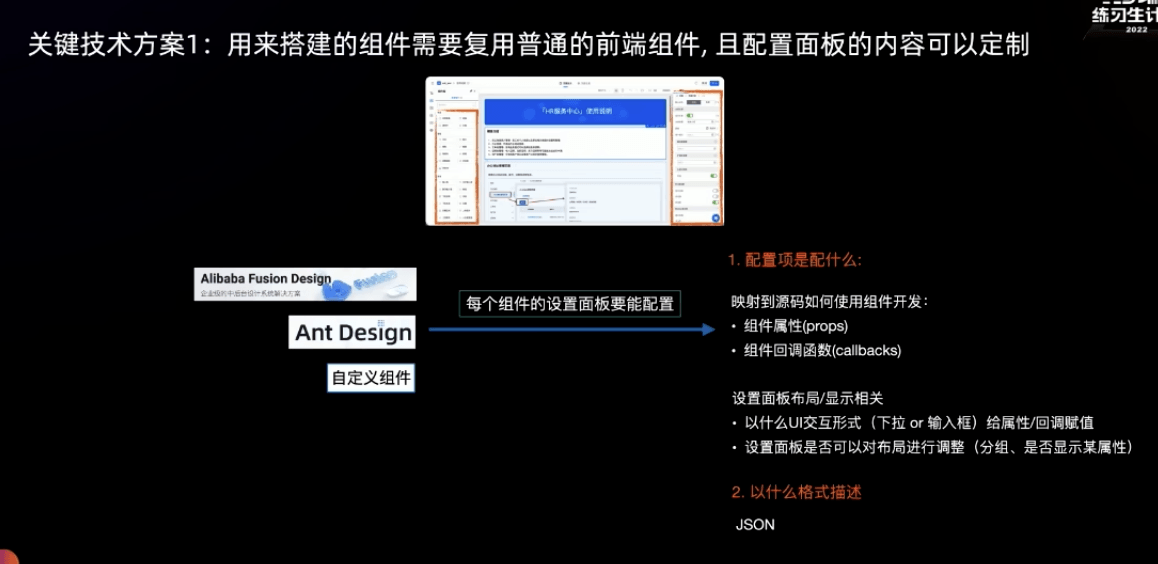 练习生计
2022
关键技术方案1：用来搭建的组件需要复用普通的前端组件, 且配置面板的内容可以定制
「HR服务中心」使用说明
Alibaba Fusion Design
企业级的中后台设计系统解决方案
Fusion
Ant Design
自定义组件
每个组件的设置面板要能配置
1. 配置项是配什么:
映射到源码如何使用组件开发：
• 组件属性(props)
• 组件回调函数(callbacks)
设置面板布局/显示相关
• 以什么UI交互形式（下拉 or 输入框）给属性/回调赋值
• 设置面板是否可以对布局进行调整（分组、是否显示某属性）
2. 以什么格式描述
JSON